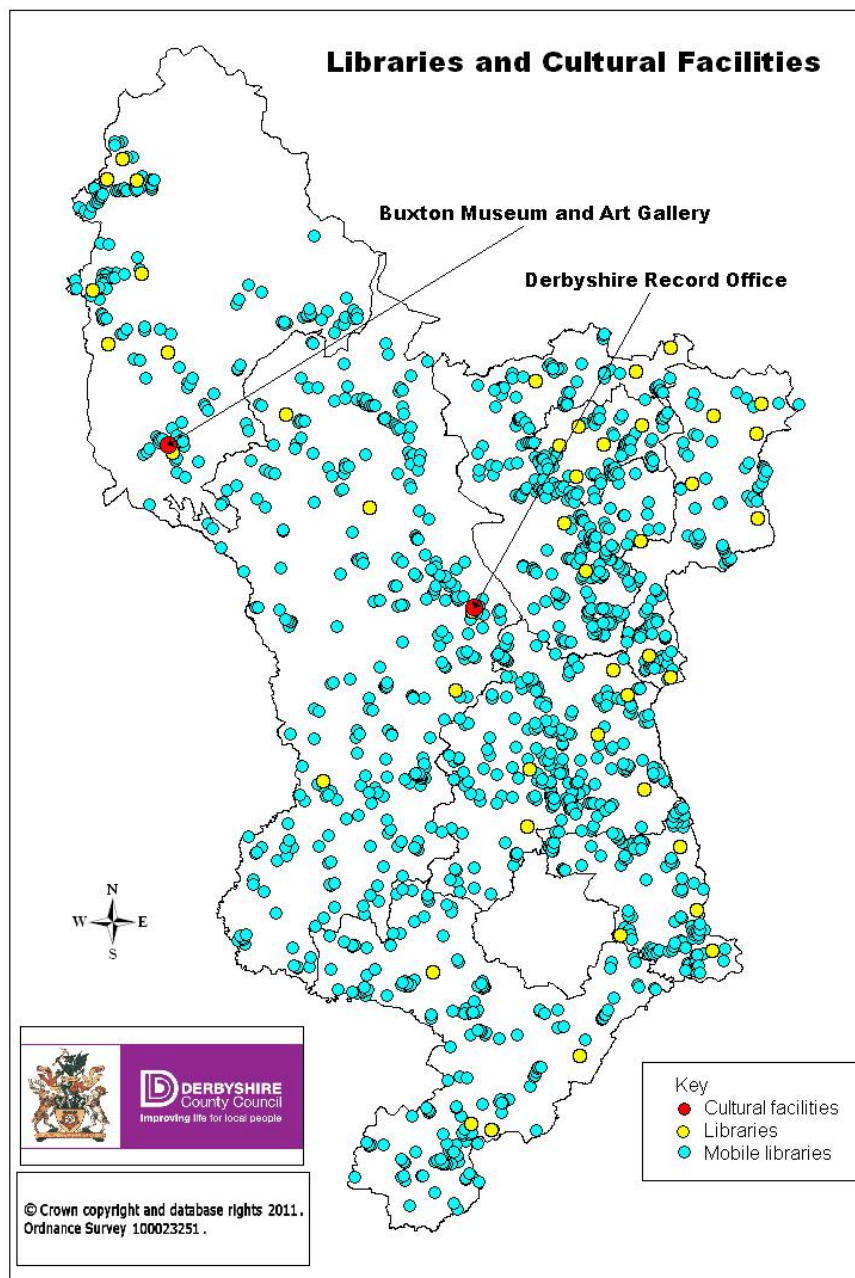 Libraries and Cultural Facilities
Buxton Museum and Art Gallery
Derbyshire Record Office
N
W E
S
DERBYSHIRE
County Council
Improving life for local people
Key
Cultural facilities
Libraries
Mobile libraries
© Crown copyright and database rights 2011.
Ordnance Survey 100023251.